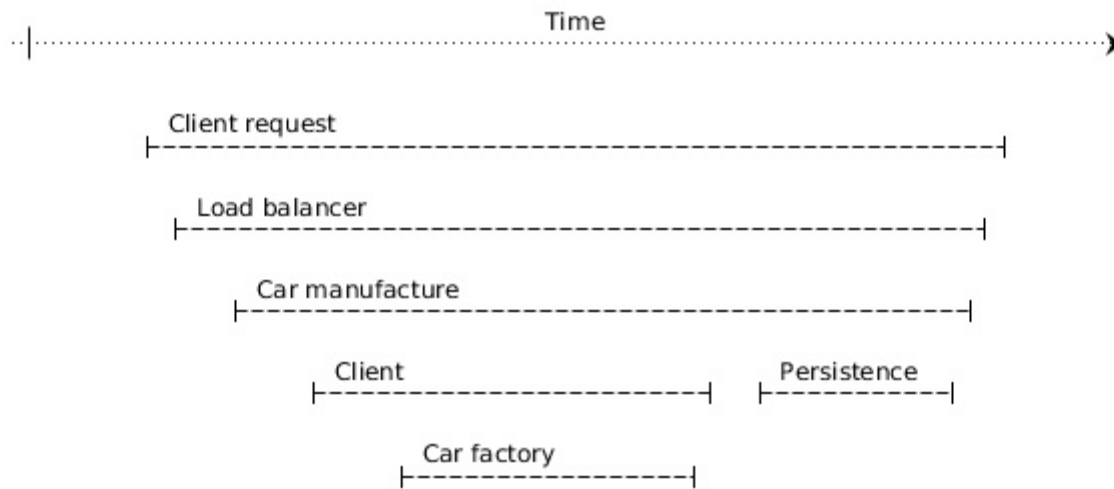 Time
Client request
Load balancer
Car manufacture
Client
Persistence
Car factory